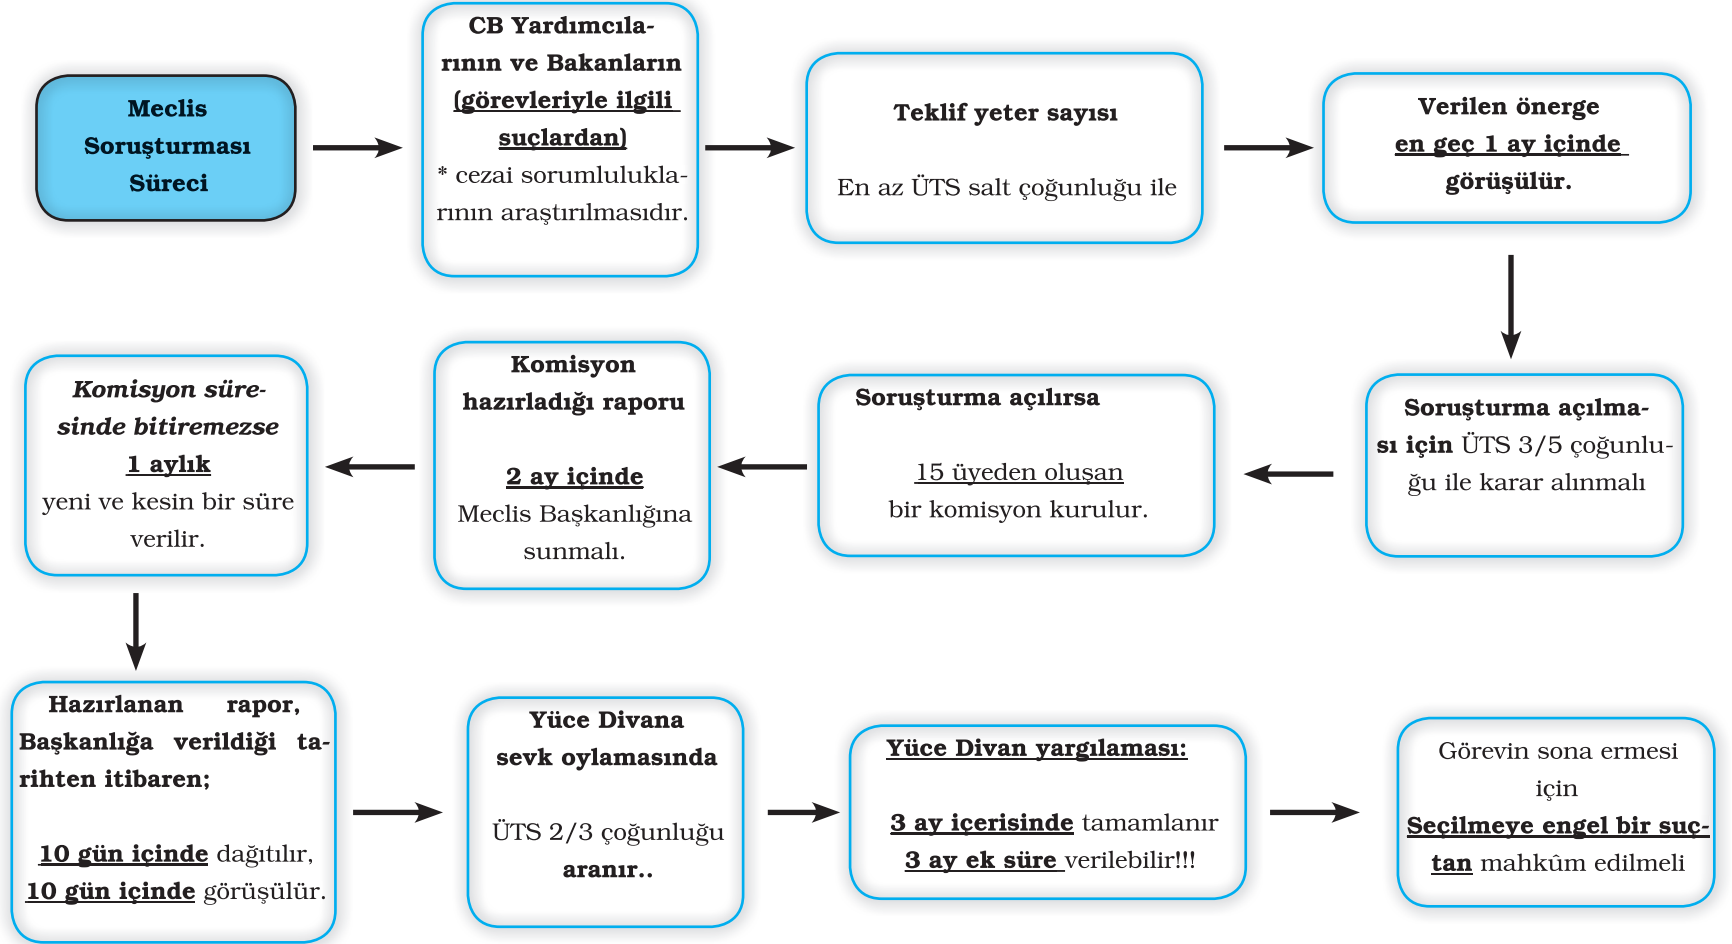 Meclis
Soruşturması
Süreci
CB Yardımcıla-
rının ve Bakanların
(görevleriyle ilgili
suçlardan)
* cezai sorumlulukla-
rının araştırılmasıdır.
Teklif yeter sayısı
En az ÜTS salt çoğunluğu ile
Verilen önerge
en geç 1 ay içinde
görüşülür.
Soruşturma açılma-
sı için ÜTS 3/5 çoğunlu-
ğu ile karar alınmalı
Soruşturma açılırsa
15 üyeden oluşan
bir komisyon kurulur.
Komisyon
hazırladığı raporu
2 ay içinde
Meclis Başkanlığına
sunmalı.
Komisyon süre-
sinde bitiremezse
1 aylık
yeni ve kesin bir süre
verilir.
Hazırlanan rapor,
Başkanlığa verildiği ta-
rihten itibaren;
10 gün içinde dağıtılır,
10 gün içinde görüşülür.
Yüce Divana
sevk oylamasında
ÜTS 2/3 çoğunluğu
aranır..
Yüce Divan yargılaması:
3 ay içerisinde tamamlanır
3 ay ek süre verilebilir!!!
Görevin sona ermesi
için
Seçilmeye engel bir suç-
tan mahkûm edilmeli